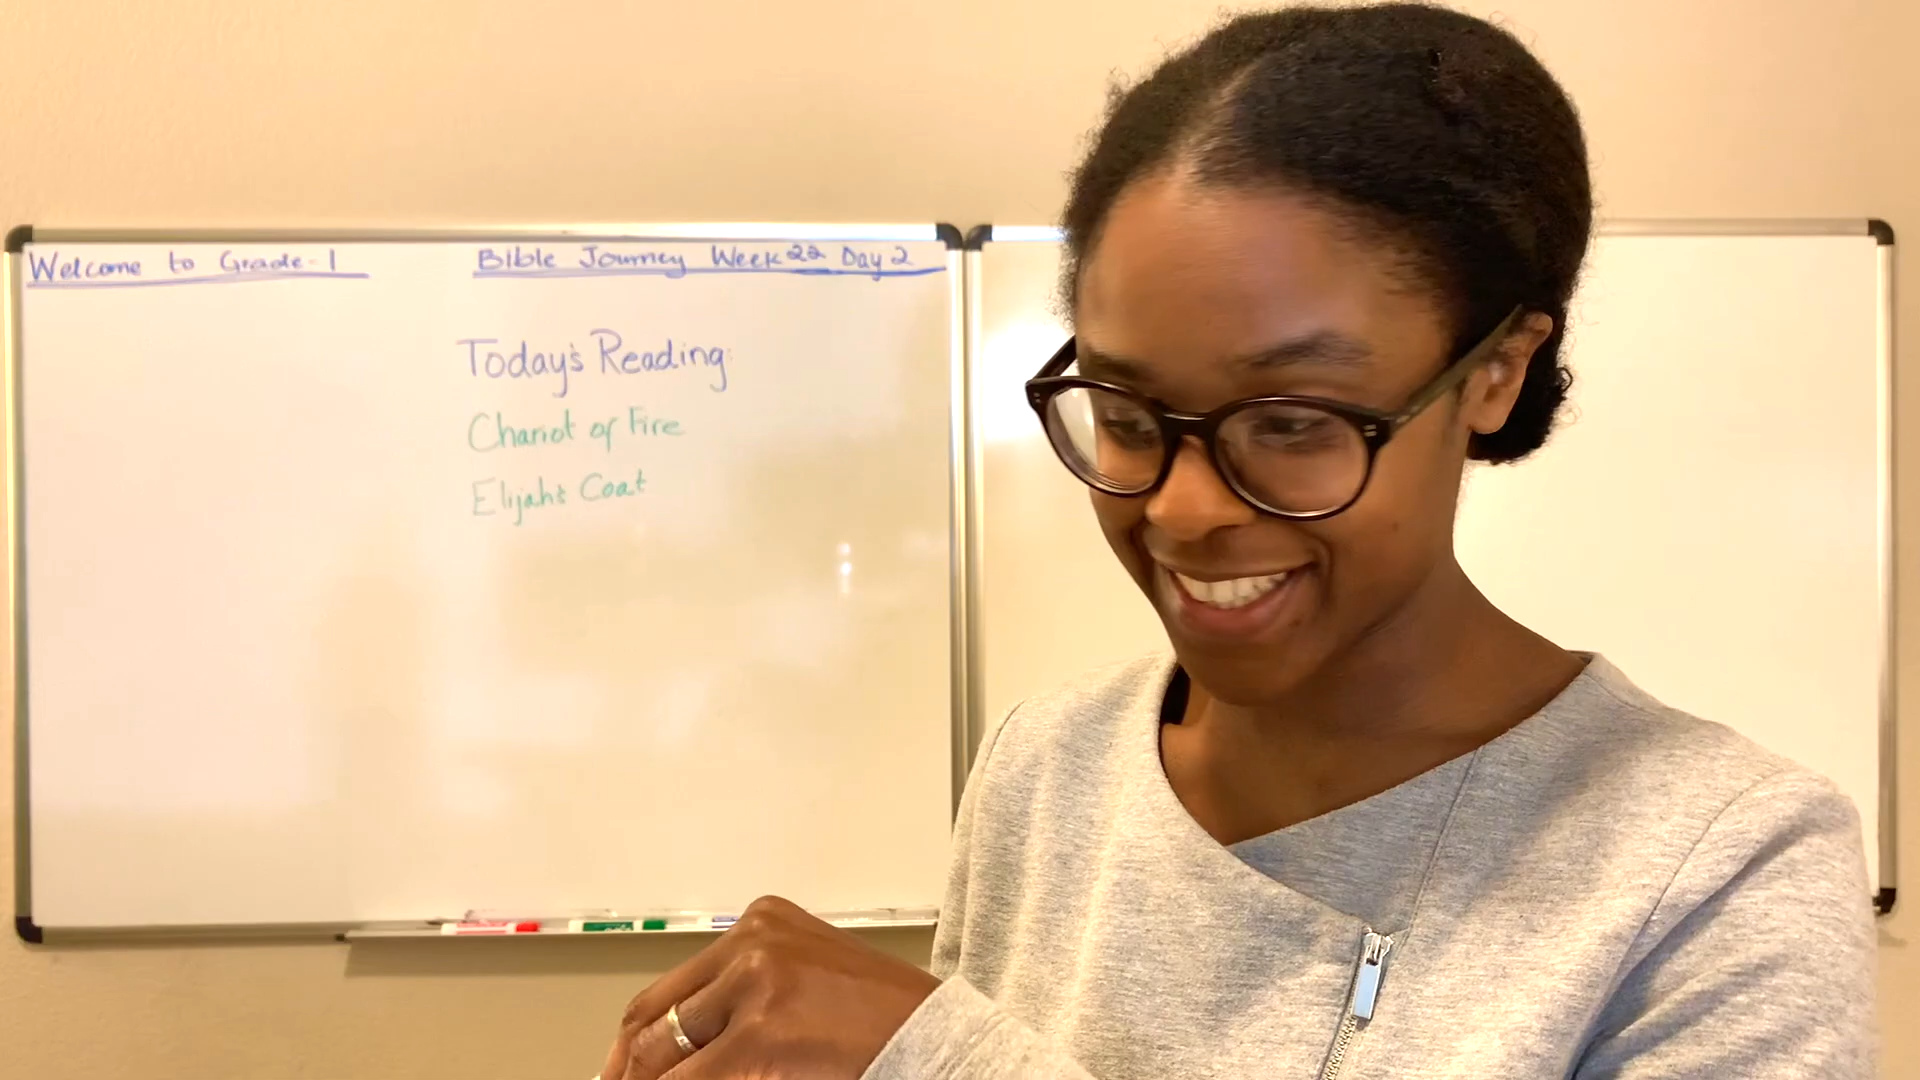 Welcome to Grade-1
Bible Journey Week 22 Day 2
Today's Reading:
Chariot of Fire
Elijah's Coat